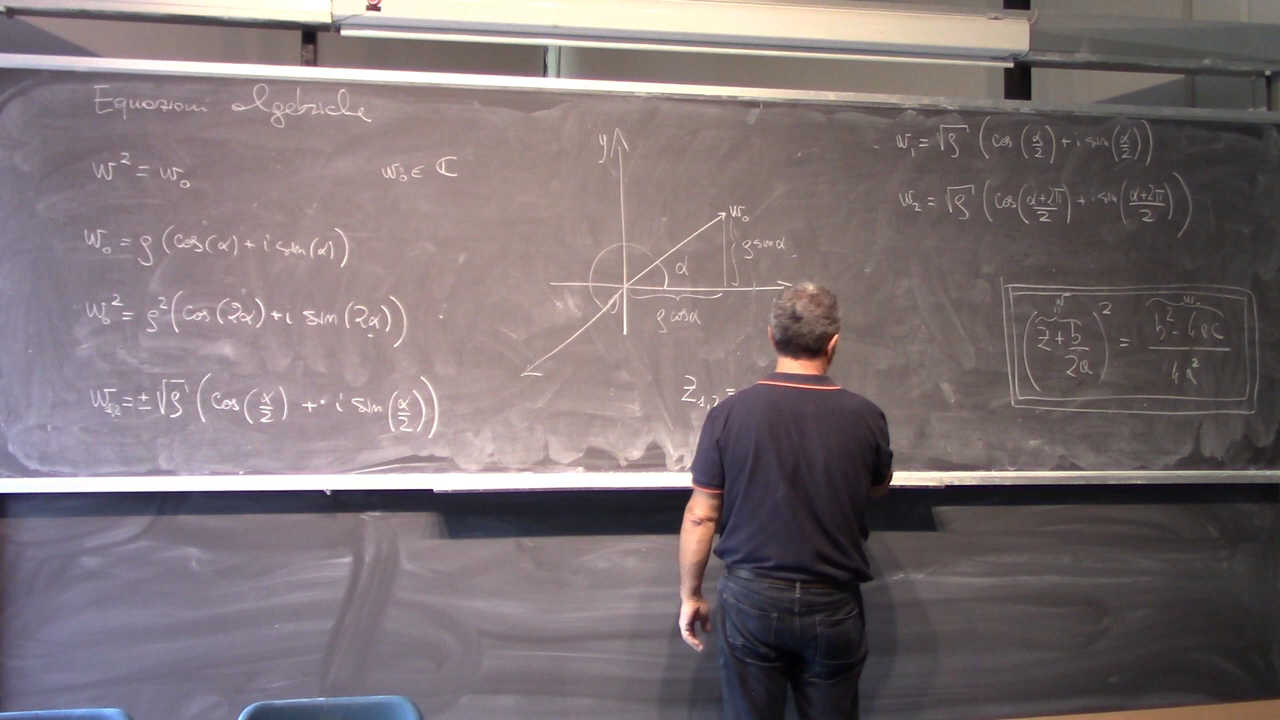 Equazioni Algebriche
w² = w₀    w₀ ∈ ℂ
w₀ = ρ (cos(α) + i sin(α))
w₀² = ρ² (cos(2α) + i sin(2α))
w₁,₂ = ± √ρ (cos(α/2) + i sin(α/2))
y
w₀
α
ρ sinα
ρ cosα
Z₁,₂ =
w₁ = √ρ (cos(α/2) + i sin(α/2))
w₂ = √ρ (cos((α+2π)/2) + i sin((α+2π)/2))
w    w₀
(z + b/2a)² = (b² - 4ac)/4a²